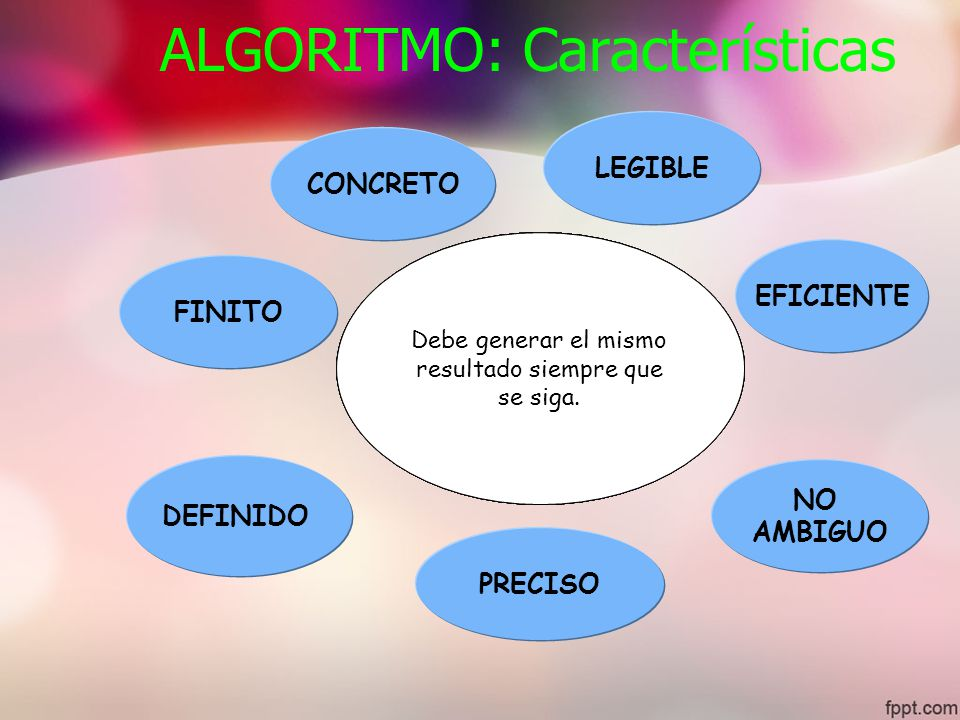 ALGORITMO: Características
CONCRETO
LEGIBLE
FINITO
EFICIENTE
Debe generar el mismo
resultado siempre que
se siga.
DEFINIDO
NO
AMBIGUO
PRECISO
fppt.com